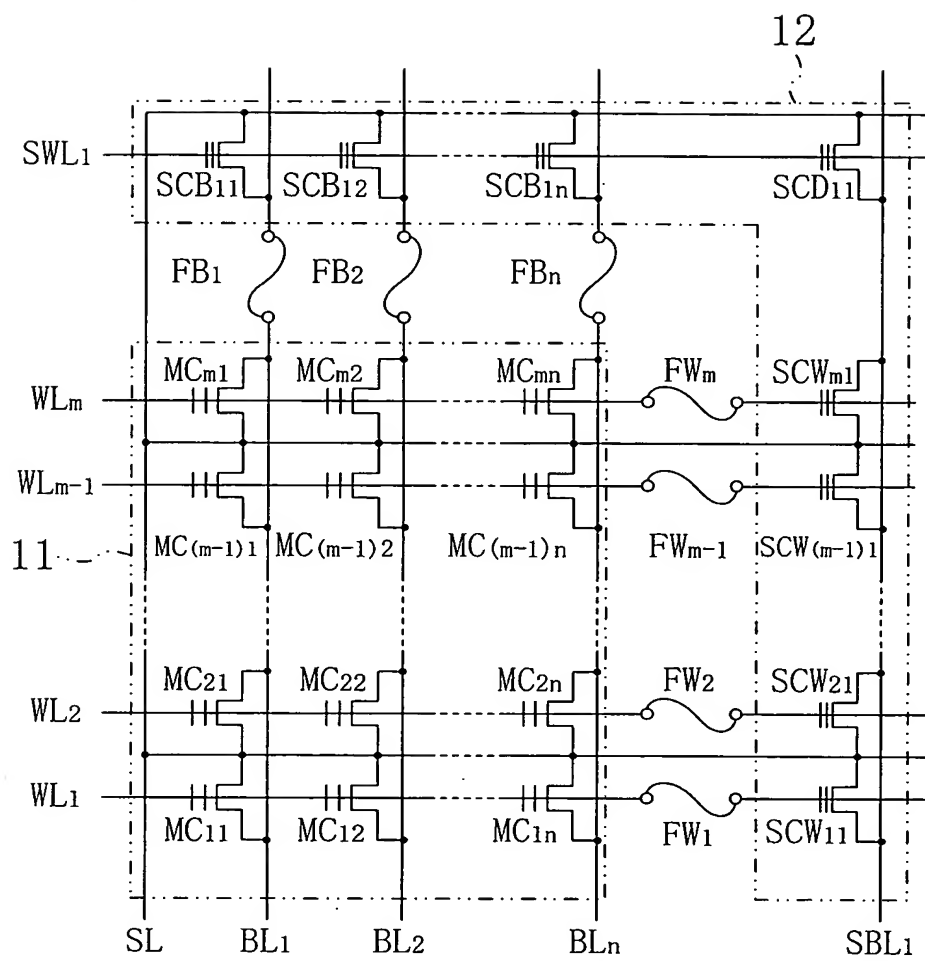 12
SWL1
SCB11 SCB12 SCB1n SCD11
FB1 FB2 FBn
MCm1 MCm2 MCmn FWm SCWm1
WLm
WLm-1
11 MC(m-1)1 MC(m-1)2 MC(m-1)n FWm-1 SCW(m-1)1
MC21 MC22 MC2n FW2 SCW21
WL2
WL1
MC11 MC12 MC1n FW1 SCW11
SL BL1 BL2 BLn SBL1